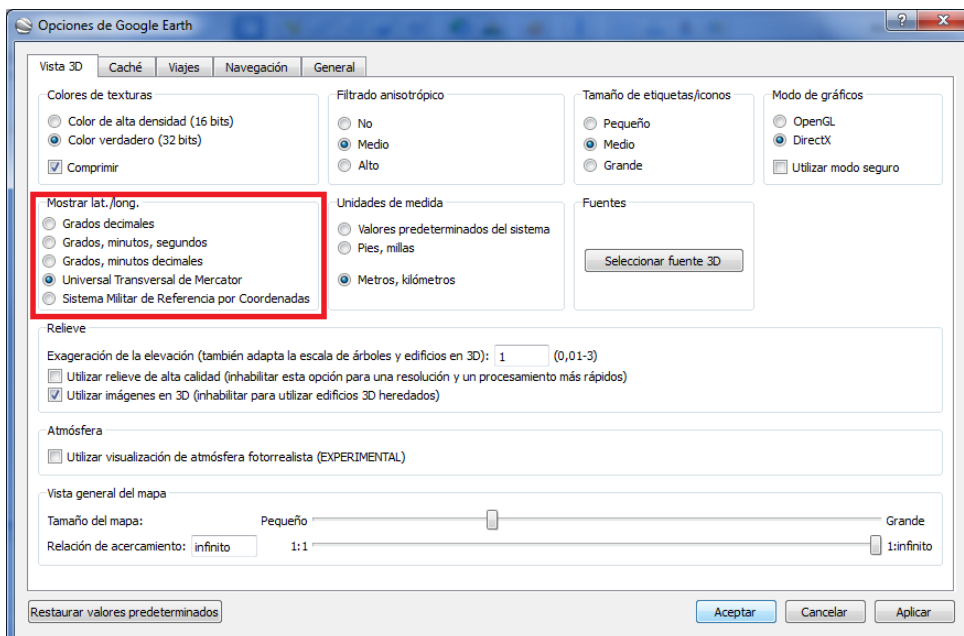 Opciones de Google Earth
Vista 3D Caché Viajes Navegación General
Colores de texturas
Color de alta densidad (16 bits)
Color verdadero (32 bits)
Comprimir
Filtrado anisotrópico
No
Medio
Alto
Tamaño de etiquetas/iconos
Pequeño
Medio
Grande
Modo de gráficos
OpenGL
DirectX
Utilizar modo seguro
Mostrar lat./long.
Grados decimales
Grados, minutos, segundos
Grados, minutos decimales
Universal Transversal de Mercator
Sistema Militar de Referencia por Coordenadas
Unidades de medida
Valores predeterminados del sistema
Pies, millas
Metros, kilómetros
Fuentes
Seleccionar fuente 3D
Relieve
Exageración de la elevación (también adapta la escala de árboles y edificios en 3D): 1 (0,01-3)
Utilizar relieve de alta calidad (inhabilitar esta opción para una resolución y un procesamiento más rápidos)
Utilizar imágenes en 3D (inhabilitar para utilizar edificios 3D heredados)
Atmósfera
Utilizar visualización de atmósfera fotorrealista (EXPERIMENTAL)
Vista general del mapa
Tamaño del mapa: Pequeño Grande
Relación de acercamiento: infinito 1:1 1:infinito
Restaurar valores predeterminados Aceptar Cancelar Aplicar